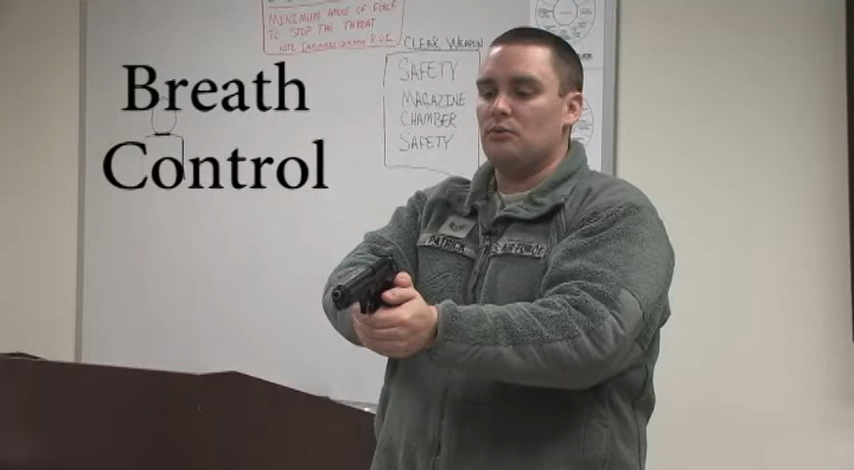 MINIMUM AMOUNT OF FORCE
TO STOP THE THREAT
R.O.E.
CLEAR WEAPON
SAFETY
MAGAZINE
CHAMBER
SAFETY
Breath
Control
PATRICK
U.S. AIR FORCE